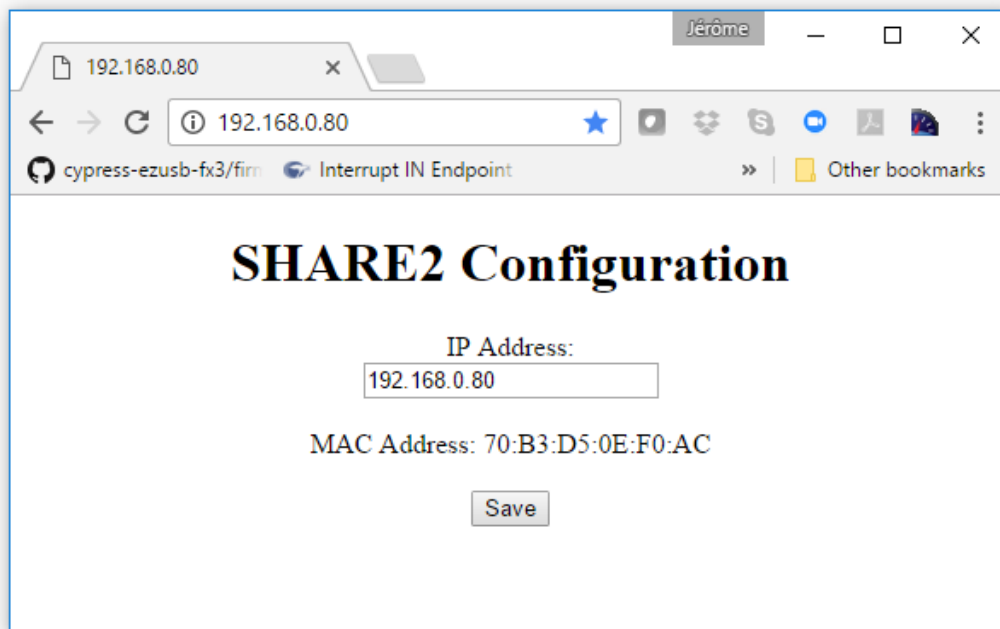 Jérôme
192.168.0.80
192.168.0.80
cypress-ezusb-fx3/firm Interrupt IN Endpoint » Other bookmarks
SHARE2 Configuration
IP Address:
192.168.0.80
MAC Address: 70:B3:D5:0E:F0:AC
Save